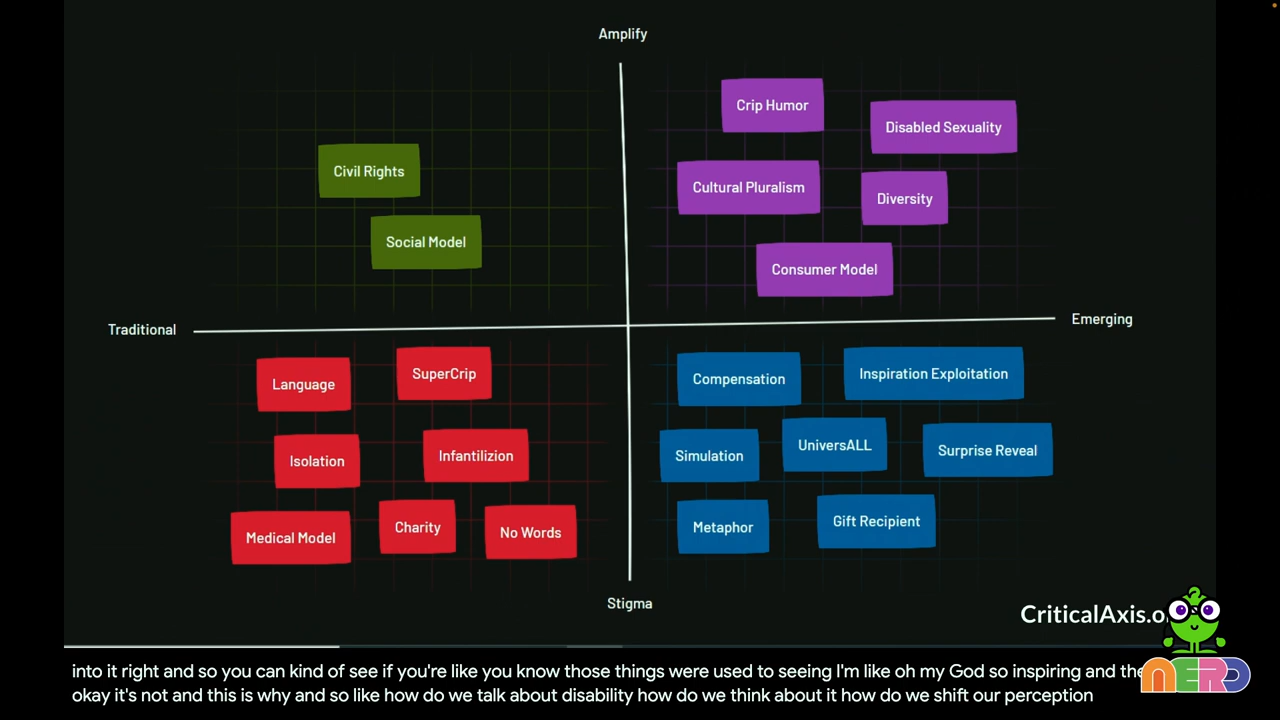 Amplify
Crip Humor
Disabled Sexuality
Civil Rights
Cultural Pluralism
Diversity
Social Model
Consumer Model
Traditional
Emerging
Language
SuperCrip
Compensation
Inspiration Exploitation
Isolation
Infantilizion
Simulation
UniversALL
Surprise Reveal
Medical Model
Charity
No Words
Metaphor
Gift Recipient
Stigma
CriticalAxis.o
into it right and so you can kind of see if you're like you know those things were used to seeing I'm like oh my God so inspiring and
okay it's not and this is why and so like how do we talk about disability how do we think about it how do we shift our perception
NERD